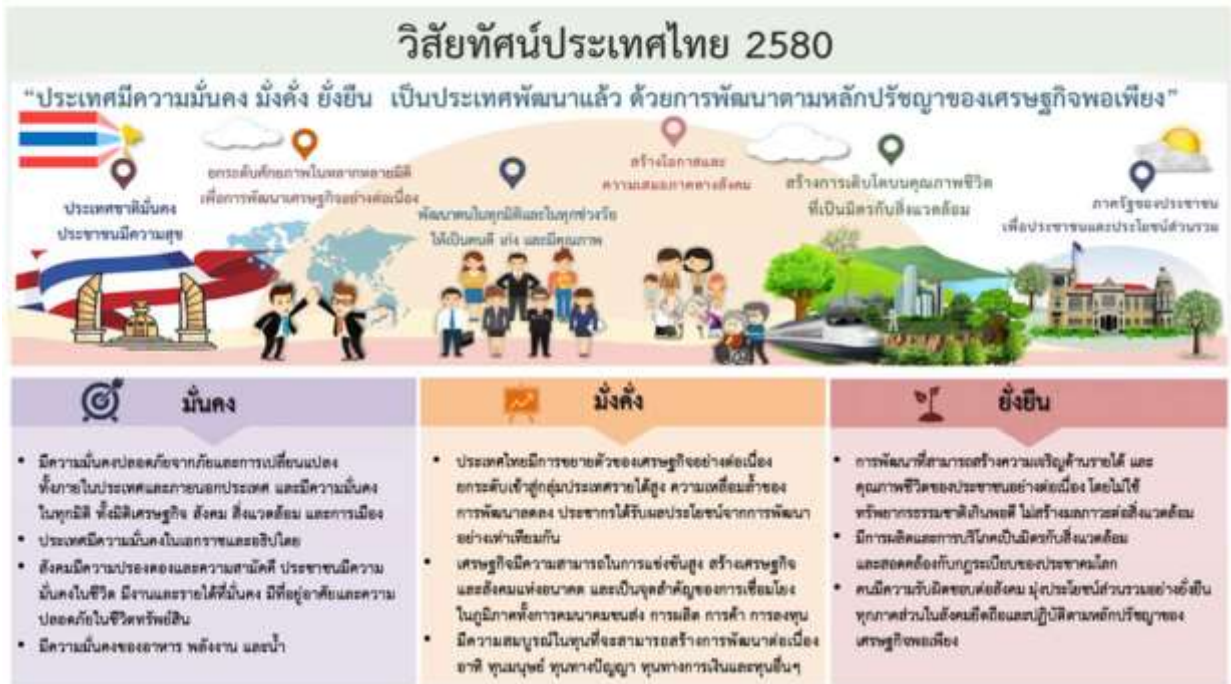 วิสัยทัศน์ประเทศไทย 2580
“ประเทศมีความมั่นคง มั่งคั่ง ยั่งยืน เป็นประเทศพัฒนาแล้ว ด้วยการพัฒนาตามหลักปรัชญาของเศรษฐกิจพอเพียง”
ประเทศชาติมั่นคง
ประชาชนมีความสุข
ยกระดับศักยภาพในหลากหลายมิติ
เพื่อการพัฒนาเศรษฐกิจอย่างต่อเนื่อง
พัฒนาคนในทุกมิติและในทุกช่วงวัย
ให้เป็นคนดี เก่ง และมีคุณภาพ
สร้างโอกาสและ
ความเสมอภาคทางสังคม
สร้างการเติบโตบนคุณภาพชีวิต
ที่เป็นมิตรกับสิ่งแวดล้อม
ภาครัฐของประชาชน
เพื่อประชาชนและประโยชน์ส่วนรวม
มั่นคง
• มีความมั่นคงปลอดภัยจากภัยและการเปลี่ยนแปลง
ทั้งภายในประเทศและภายนอกประเทศ และมีความมั่นคง
ในทุกมิติ ทั้งมิติเศรษฐกิจ สังคม สิ่งแวดล้อม และการเมือง
• ประเทศมีความมั่นคงในเอกราชและอธิปไตย
• สังคมมีความปรองดองและความสามัคคี ประชาชนมีความ
มั่นคงในชีวิต มีงานและรายได้ที่มั่นคง มีที่อยู่อาศัยและความ
ปลอดภัยในชีวิตทรัพย์สิน
• มีความมั่นคงของอาหาร พลังงาน และน้ำ
มั่งคั่ง
• ประเทศไทยมีการขยายตัวของเศรษฐกิจอย่างต่อเนื่อง
ยกระดับเข้าสู่กลุ่มประเทศรายได้สูง ความเหลื่อมล้ำของ
การพัฒนาลดลง ประชากรได้รับผลประโยชน์จากการพัฒนา
อย่างเท่าเทียมกัน
• เศรษฐกิจมีความสามารถในการแข่งขันสูง สร้างเศรษฐกิจ
และสังคมแห่งอนาคต และเป็นจุดสำคัญของการเชื่อมโยง
ในภูมิภาคทั้งการคมนาคมขนส่ง การผลิต การค้า การลงทุน
• มีความสมบูรณ์ในทุนที่จะสามารถสร้างการพัฒนาต่อเนื่อง
อาทิ ทุนมนุษย์ ทุนทางปัญญา ทุนทางการเงินและทุนอื่นๆ
ยั่งยืน
• การพัฒนาที่สามารถสร้างความเจริญด้านรายได้ และ
คุณภาพชีวิตของประชาชนอย่างต่อเนื่อง โดยไม่ใช้
ทรัพยากรธรรมชาติเกินพอดี ไม่สร้างมลภาวะต่อสิ่งแวดล้อม
• มีการผลิตและการบริโภคเป็นมิตรกับสิ่งแวดล้อม
และสอดคล้องกับกฎระเบียบของประชาคมโลก
• คนมีความรับผิดชอบต่อสังคม มุ่งประโยชน์ส่วนรวมอย่างยั่งยืน
ทุกภาคส่วนในสังคมยึดถือและปฏิบัติตามหลักปรัชญาของ
เศรษฐกิจพอเพียง